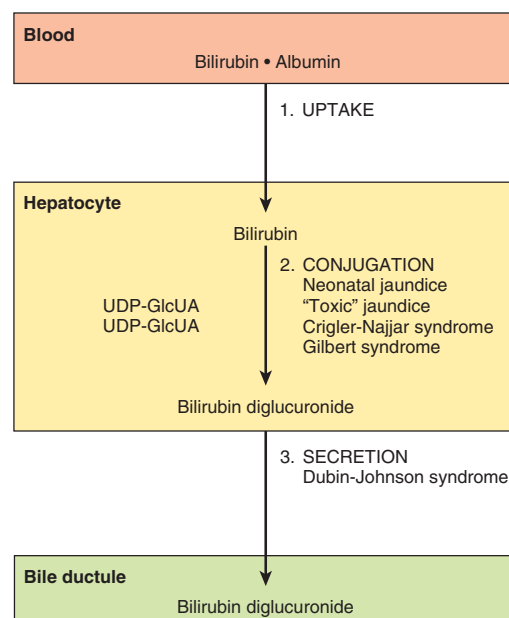 Blood
Bilirubin • Albumin
1. UPTAKE
Hepatocyte
Bilirubin
2. CONJUGATION
Neonatal jaundice
“Toxic” jaundice
Crigler-Najjar syndrome
Gilbert syndrome
UDP-GlcUA
UDP-GlcUA
Bilirubin diglucuronide
3. SECRETION
Dubin-Johnson syndrome
Bile ductule
Bilirubin diglucuronide